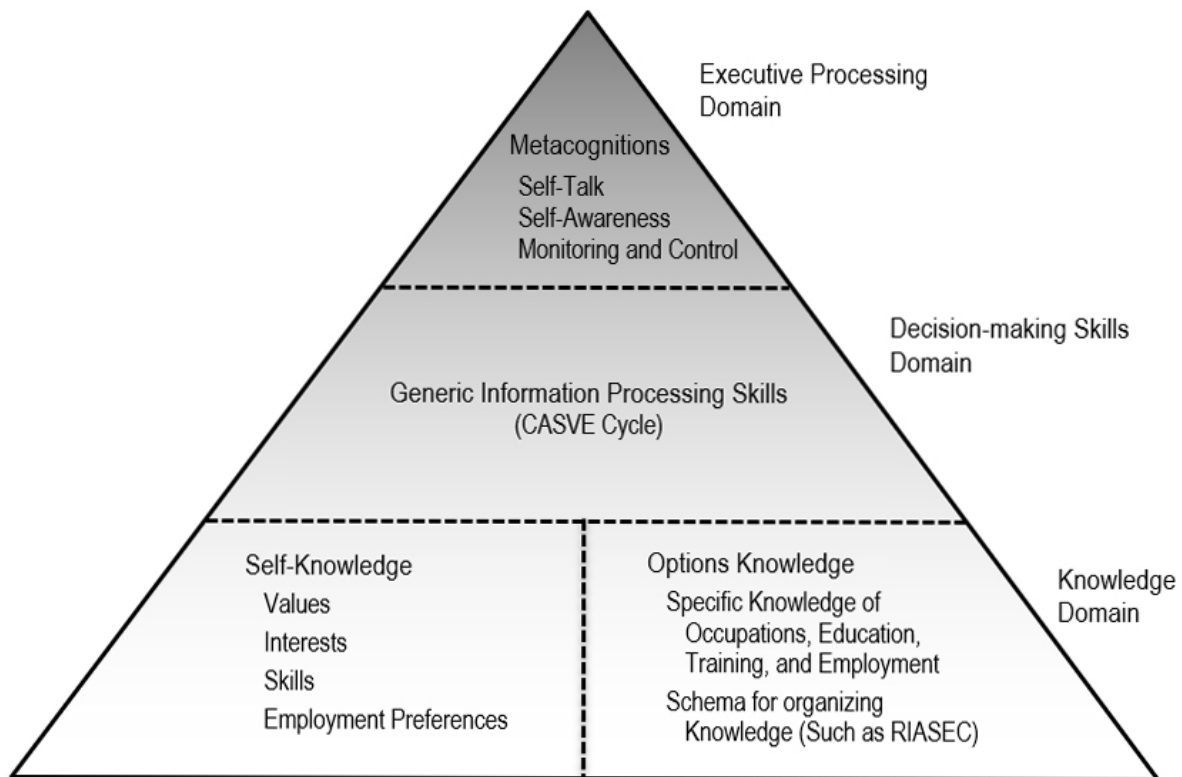 Executive Processing
Domain
Metacognitions
Self-Talk
Self-Awareness
Monitoring and Control
Decision-making Skills
Domain
Generic Information Processing Skills
(CASVE Cycle)
Self-Knowledge
Values
Interests
Skills
Employment Preferences
Options Knowledge
Specific Knowledge of
Occupations, Education,
Training, and Employment
Schema for organizing
Knowledge (Such as RIASEC)
Knowledge
Domain